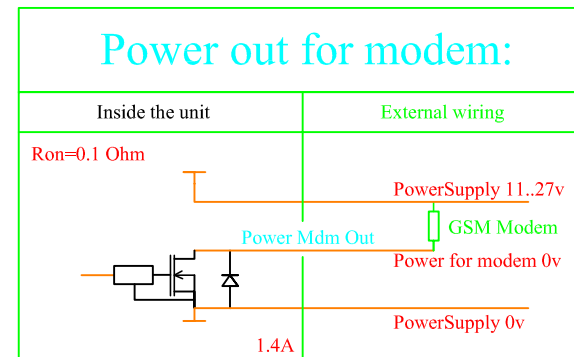 Power out for modem:
Inside the unit
External wiring
Ron=0.1 Ohm
PowerSupply 11..27v
GSM Modem
Power Mdm Out
Power for modem 0v
PowerSupply 0v
1.4A